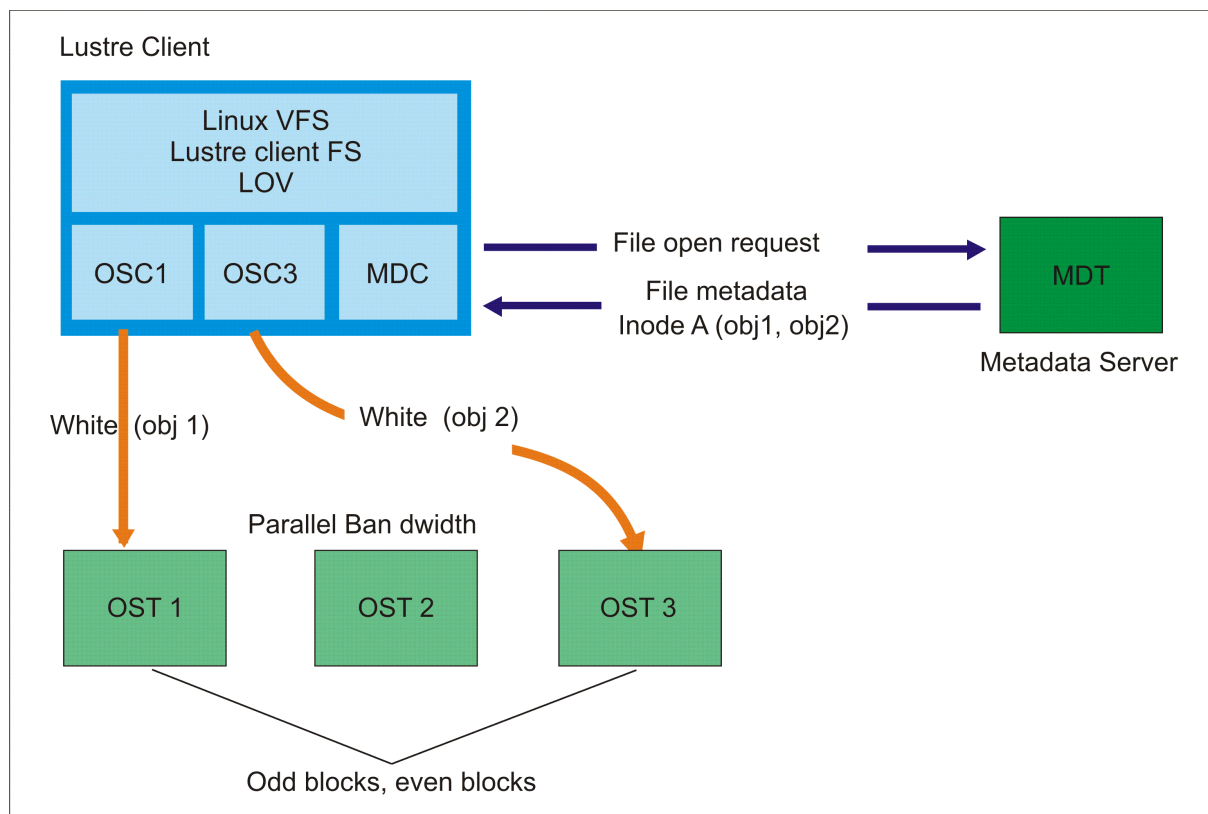 Lustre Client
Linux VFS
Lustre client FS
LOV
OSC1
OSC3
MDC
File open request
File metadata
Inode A (obj1, obj2)
MDT
Metadata Server
White (obj 1)
White (obj 2)
Parallel Ban dwidth
OST 1
OST 2
OST 3
Odd blocks, even blocks